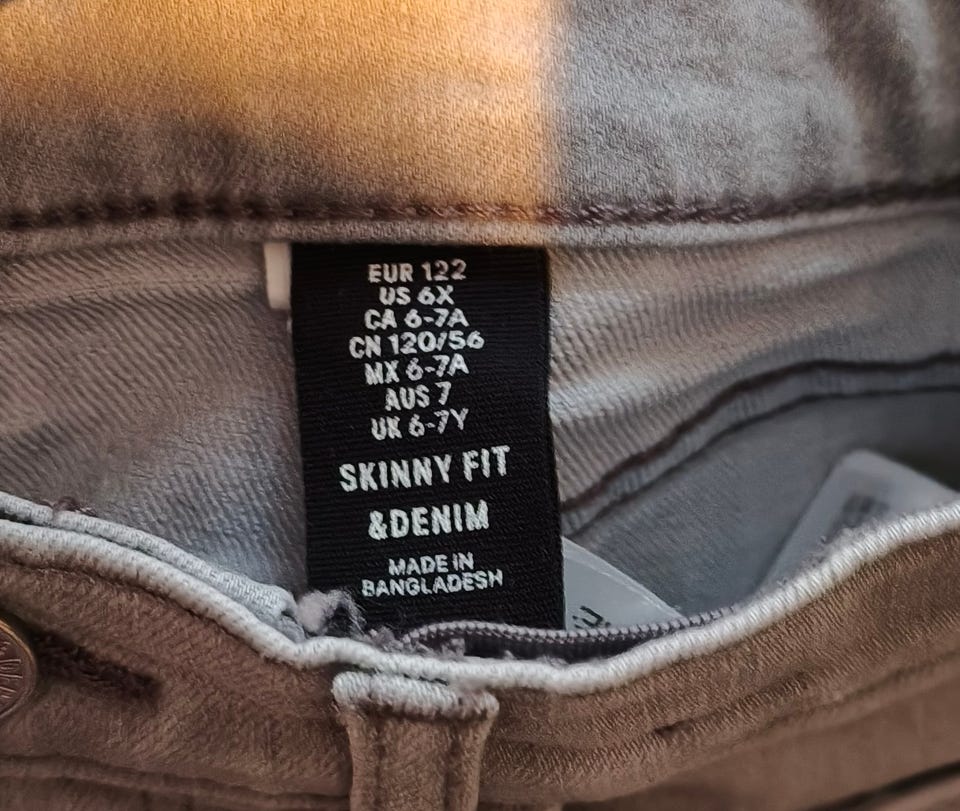 EUR 122
US 6X
CA 6-7A
CN 120/56
MX 6-7A
AUS 7
UK 6-7Y
SKINNY FIT
&DENIM
MADE IN
BANGLADESH